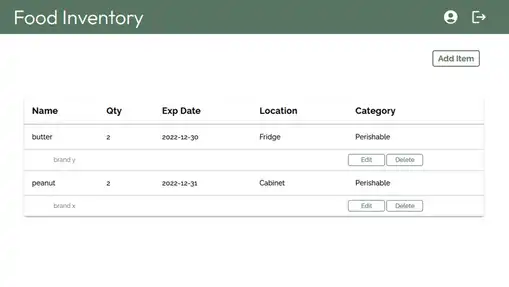 Food Inventory
Add Item
Name Qty Exp Date Location Category
butter 2 2022-12-30 Fridge Perishable
brand y Edit Delete
peanut 2 2022-12-31 Cabinet Perishable
brand x Edit Delete